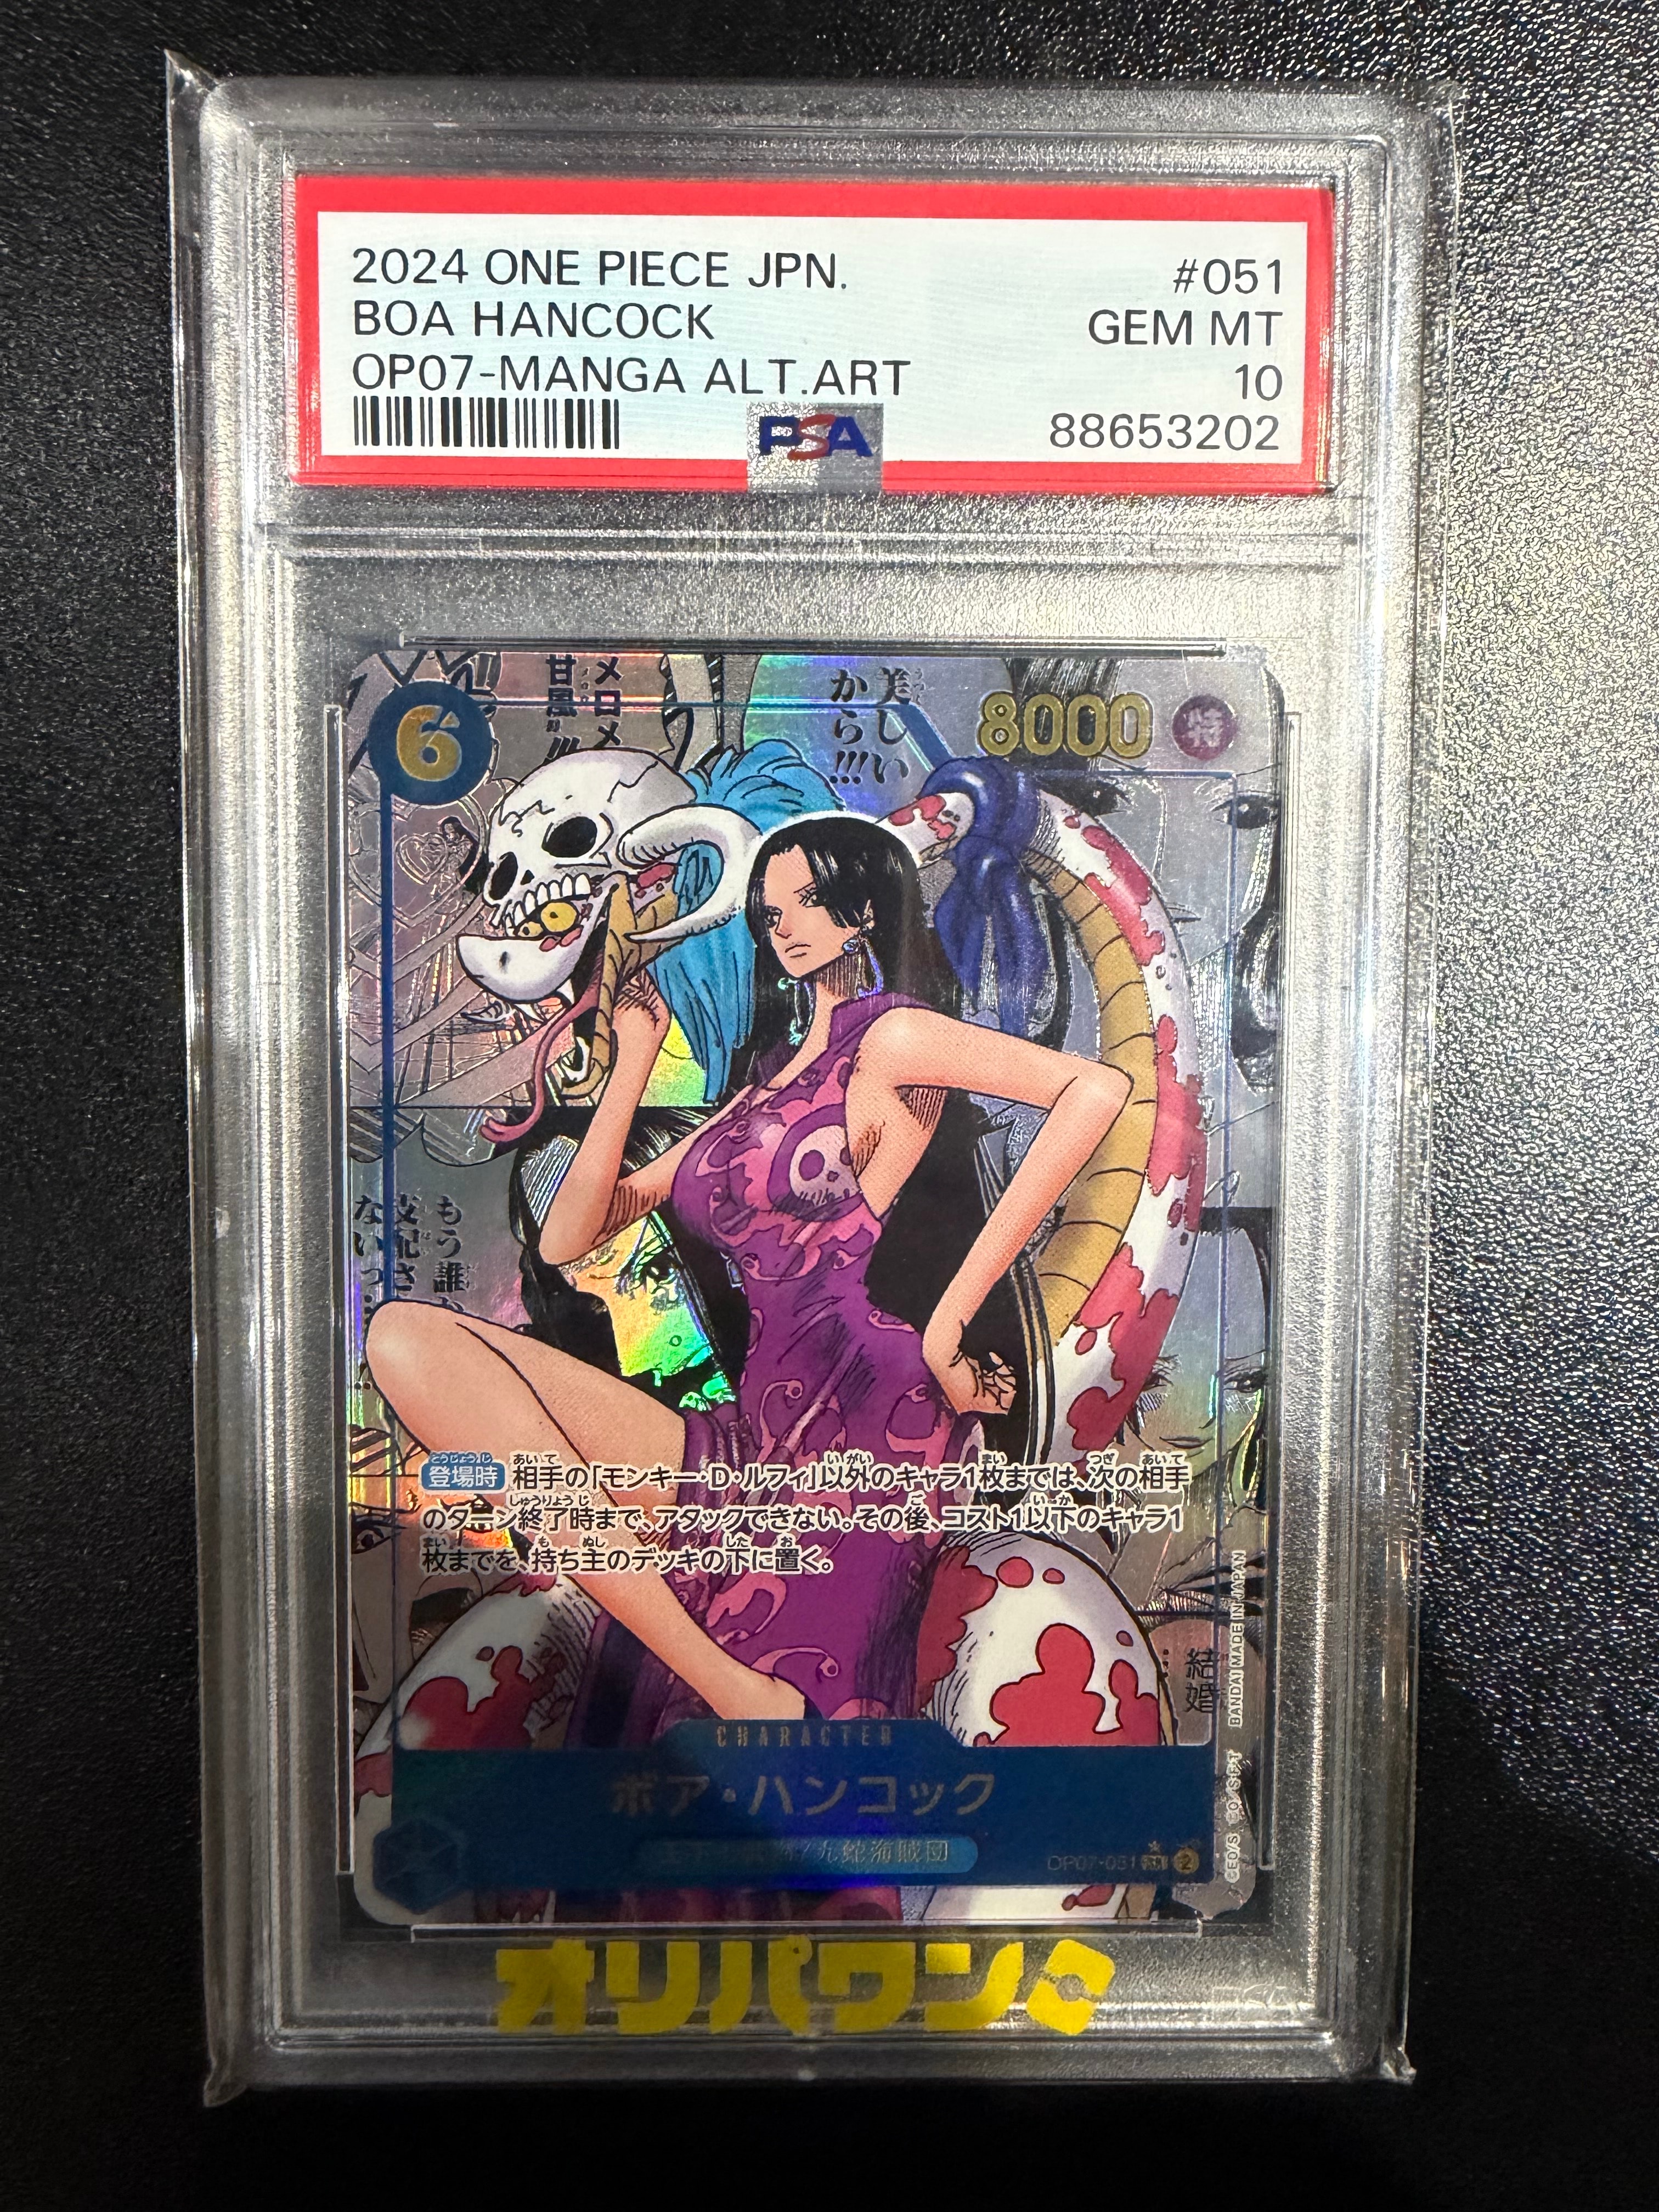 2024 ONE PIECE JPN. #051
BOA HANCOCK GEM MT
OP07-MANGA ALT.ART 10
PSA 88653202
メロメ
甘風!!!
美しい
から!!!
6
8000
特
もう誰
支配さ
ない
登場時 相手の「モンキー・D・ルフィ」以外のキャラ1枚までは、次の相手
のターン終了時まで、アタックできない。その後、コスト1以下のキャラ1
枚までを、持ち主のデッキの下に置く。
結婚
BANDAI MADE IN JAPAN
CHARACTER
ボア・ハンコック
九蛇海賊団
OP07-051
2
オリパワン